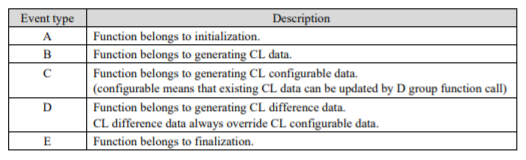 Event type Description
A Function belongs to initialization.
B Function belongs to generating CL data.
C Function belongs to generating CL configurable data.
(configurable means that existing CL data can be updated by D group function call)
D Function belongs to generating CL difference data.
CL difference data always override CL configurable data.
E Function belongs to finalization.